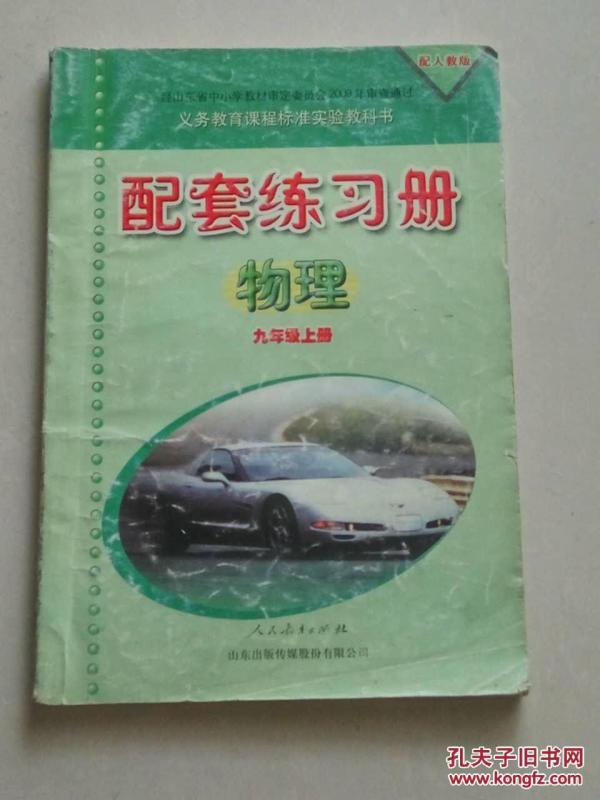 配人教版
经山东省中小学教材审定委员会2009年审查通过
义务教育课程标准实验教科书
配套练习册
物理
九年级上册
人民教育出版社
山东出版传媒股份有限公司
孔夫子旧书网
www.kongfz.com